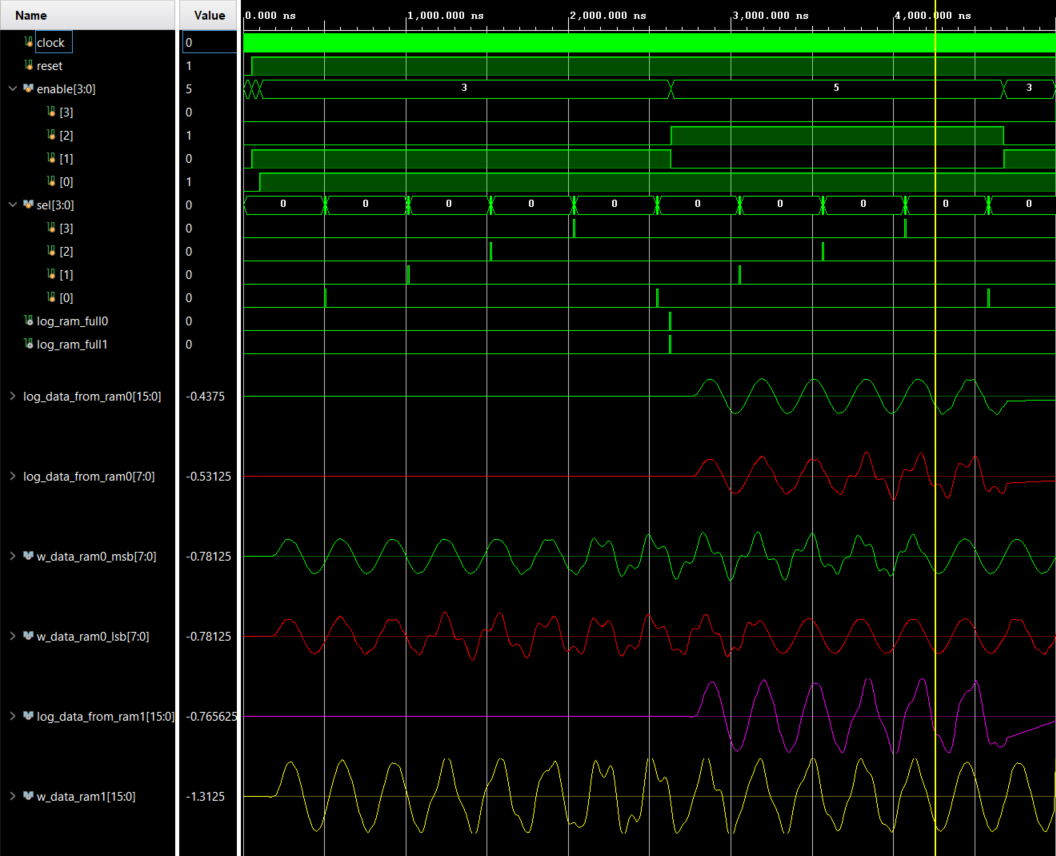 Name Value 0.000 ns 1,000.000 ns 2,000.000 ns 3,000.000 ns 4,000.000 ns
clock 0
reset 1
enable[3:0] 5 3 5 3
[3] 0
[2] 1
[1] 0
[0] 1
sel[3:0] 0 0 0 0 0 0 0 0 0 0 0
[3] 0
[2] 0
[1] 0
[0] 0
log_ram_full0 0
log_ram_full1 0
log_data_from_ram0[15:0] -0.4375
log_data_from_ram0[7:0] -0.53125
w_data_ram0_msb[7:0] -0.78125
w_data_ram0_lsb[7:0] -0.78125
log_data_from_ram1[15:0] -0.765625
w_data_ram1[15:0] -1.3125